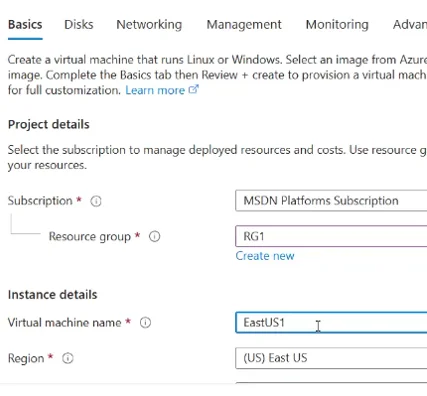 Basics Disks Networking Management Monitoring Advan
Create a virtual machine that runs Linux or Windows. Select an image from Azure
image. Complete the Basics tab then Review + create to provision a virtual mach
for full customization. Learn more
Project details
Select the subscription to manage deployed resources and costs. Use resource g
your resources.
Subscription * MSDN Platforms Subscription
Resource group * RG1
Create new
Instance details
Virtual machine name * EastUS1
Region * (US) East US